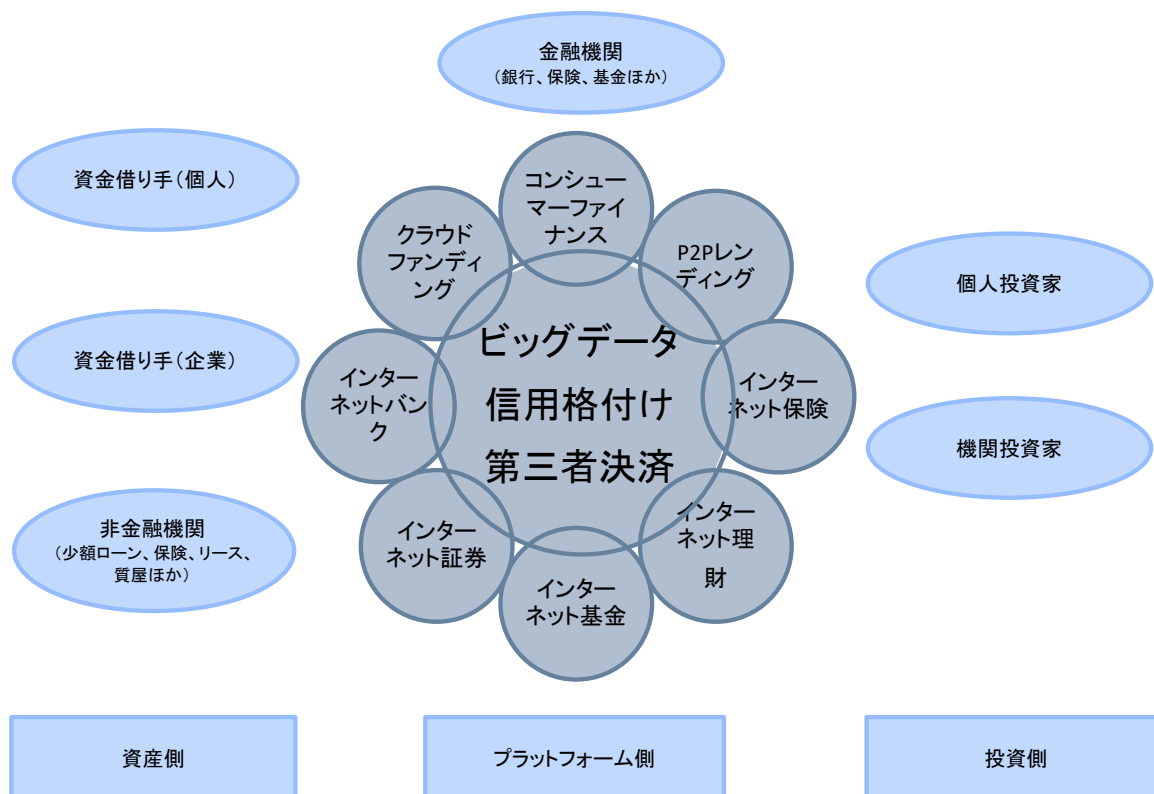 金融機関
（銀行、保険、基金ほか）
資金借り手（個人）
資金借り手（企業）
非金融機関
（少額ローン、保険、リース、
質屋ほか）
コンシュー
マーファイ
ナンス
クラウド
ファンディ
ング
P2Pレン
ディング
インター
ネットバン
ク
インター
ネット保険
ビッグデータ
信用格付け
第三者決済
インター
ネット証券
インター
ネット理
財
インター
ネット基金
個人投資家
機関投資家
資産側
プラットフォーム側
投資側